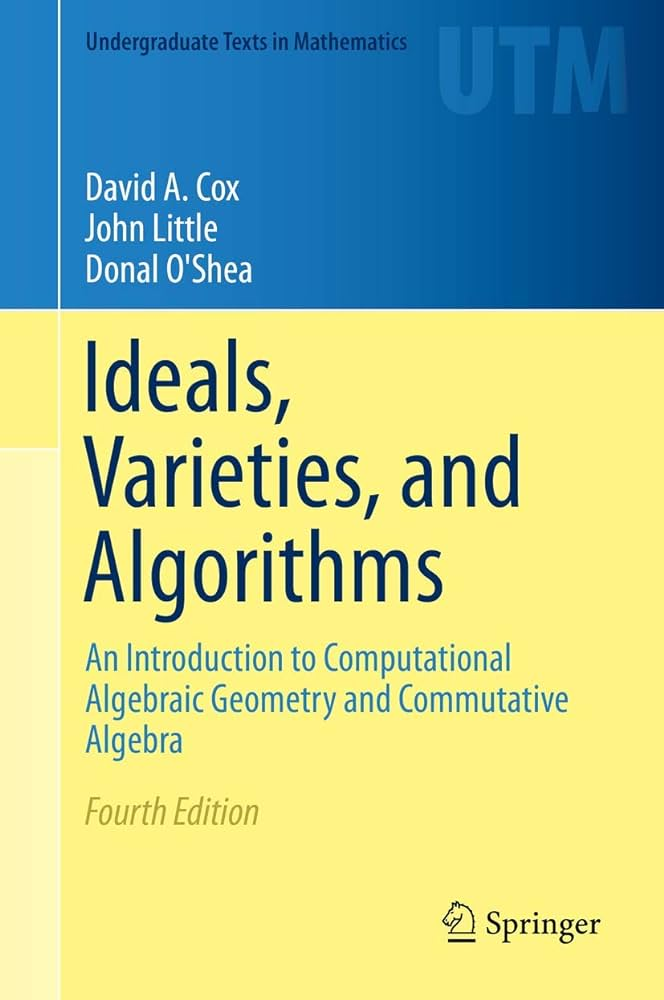 Undergraduate Texts in Mathematics
UTM
David A. Cox
John Little
Donal O'Shea
Ideals,
Varieties, and
Algorithms
An Introduction to Computational
Algebraic Geometry and Commutative
Algebra
Fourth Edition
Springer